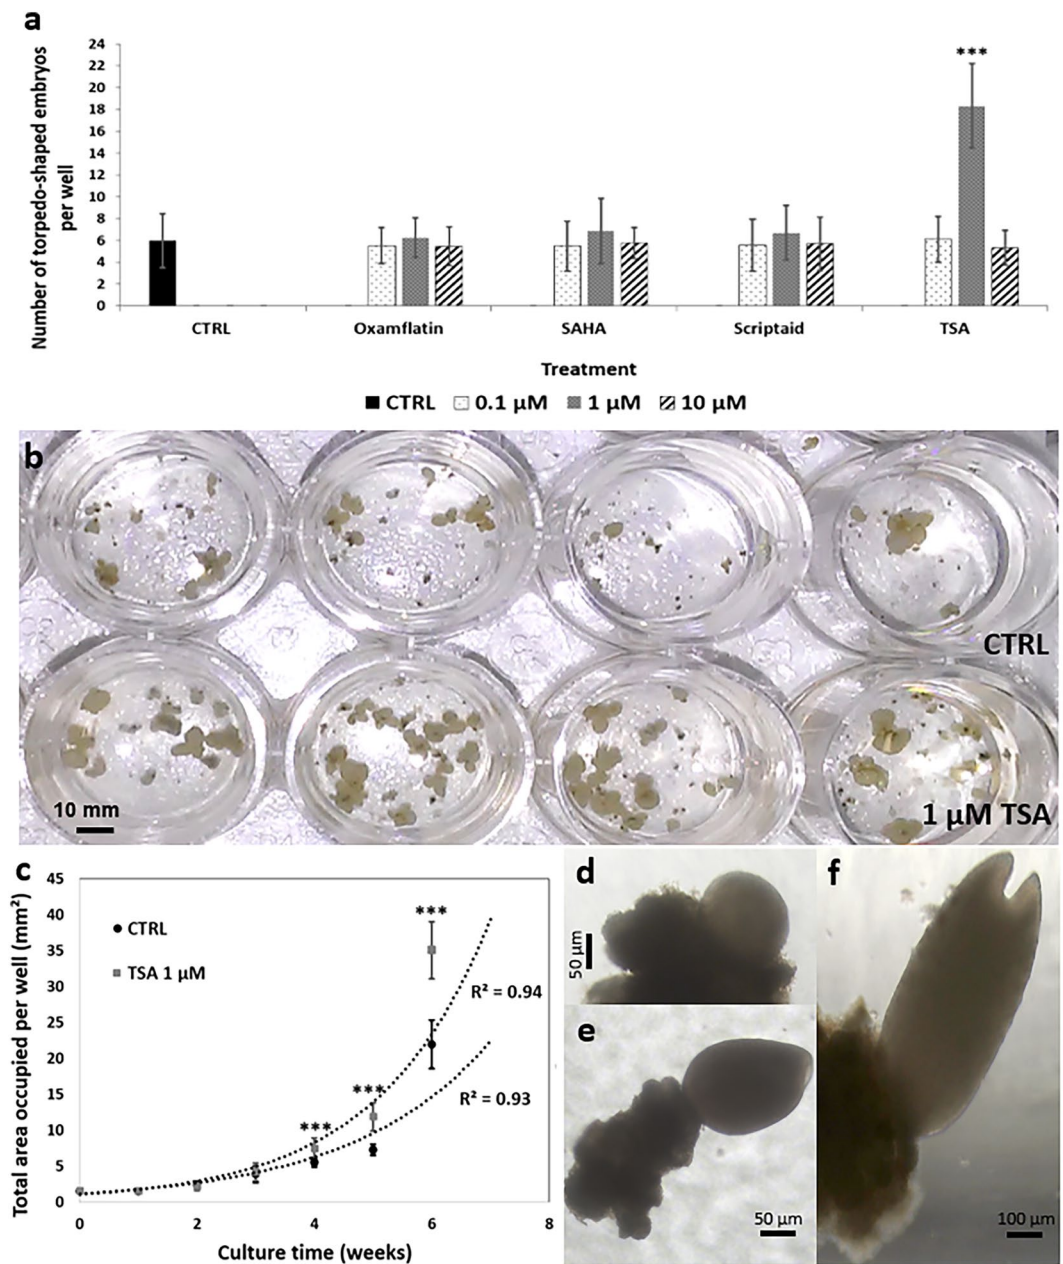 a
Number of torpedo-shaped embryos
per well
24
22
20
18
16
14
12
10
8
6
4
2
0
***
CTRL Oxamflatin SAHA Scriptaid TSA
Treatment
CTRL 0.1 µM 1 µM 10 µM
b
CTRL
10 mm
1 µM TSA
c
Total area occupied per well (mm²)
45
40
35
30
25
20
15
10
5
0
CTRL
TSA 1 µM
***
***
***
R² = 0.94
R² = 0.93
0 2 4 6 8
Culture time (weeks)
d
50 µm
e
50 µm
f
100 µm